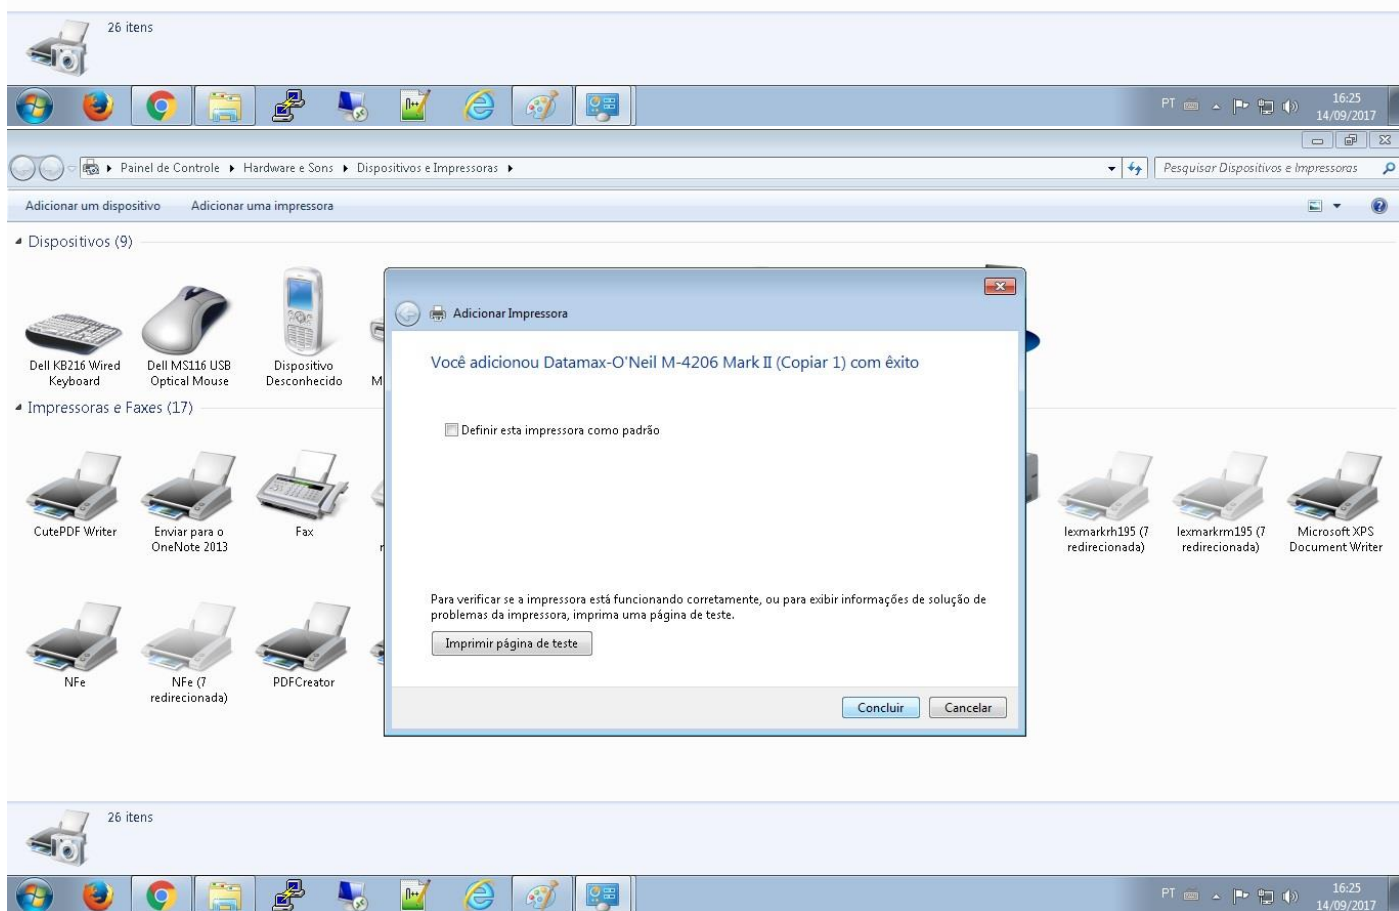 26 itens
PT
16:25
14/09/2017
Painel de Controle ▸ Hardware e Sons ▸ Dispositivos e Impressoras ▸
Pesquisar Dispositivos e Impressoras
Adicionar um dispositivo Adicionar uma impressora
Dispositivos (9)
Adicionar Impressora
Você adicionou Datamax-O'Neil M-4206 Mark II (Copiar 1) com êxito
Dell KB216 Wired
Keyboard
Dell MS116 USB
Optical Mouse
Dispositivo
Desconhecido
M
Impressoras e Faxes (17)
Definir esta impressora como padrão
CutePDF Writer
Enviar para o
OneNote 2013
Fax
r
lexmarkrh195 (7
redirecionada)
lexmarkrm195 (7
redirecionada)
Microsoft XPS
Document Writer
Para verificar se a impressora está funcionando corretamente, ou para exibir informações de solução de
problemas da impressora, imprima uma página de teste.
Imprimir página de teste
NFe
NFe (7
redirecionada)
PDFCreator
Concluir Cancelar
26 itens
PT
16:25
14/09/2017